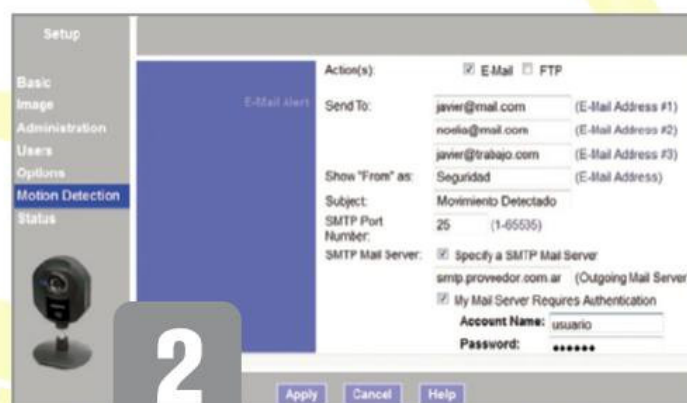 Setup
Basic
Image
Administration
Users
Options
Motion Detection
Status
E-Mail Alert
Action(s): E-Mail FTP
Send To: javier@mail.com (E-Mail Address #1)
noelia@mail.com (E-Mail Address #2)
javier@trabajo.com (E-Mail Address #3)
Show "From" as: Seguridad (E-Mail Address)
Subject: Movimiento Detectado
SMTP Port Number: 25 (1-65535)
SMTP Mail Server: Specify a SMTP Mail Server
smtp.proveedor.com.ar (Outgoing Mail Server
My Mail Server Requires Authentication
Account Name: usuario
Password: ••••••
2
Apply Cancel Help